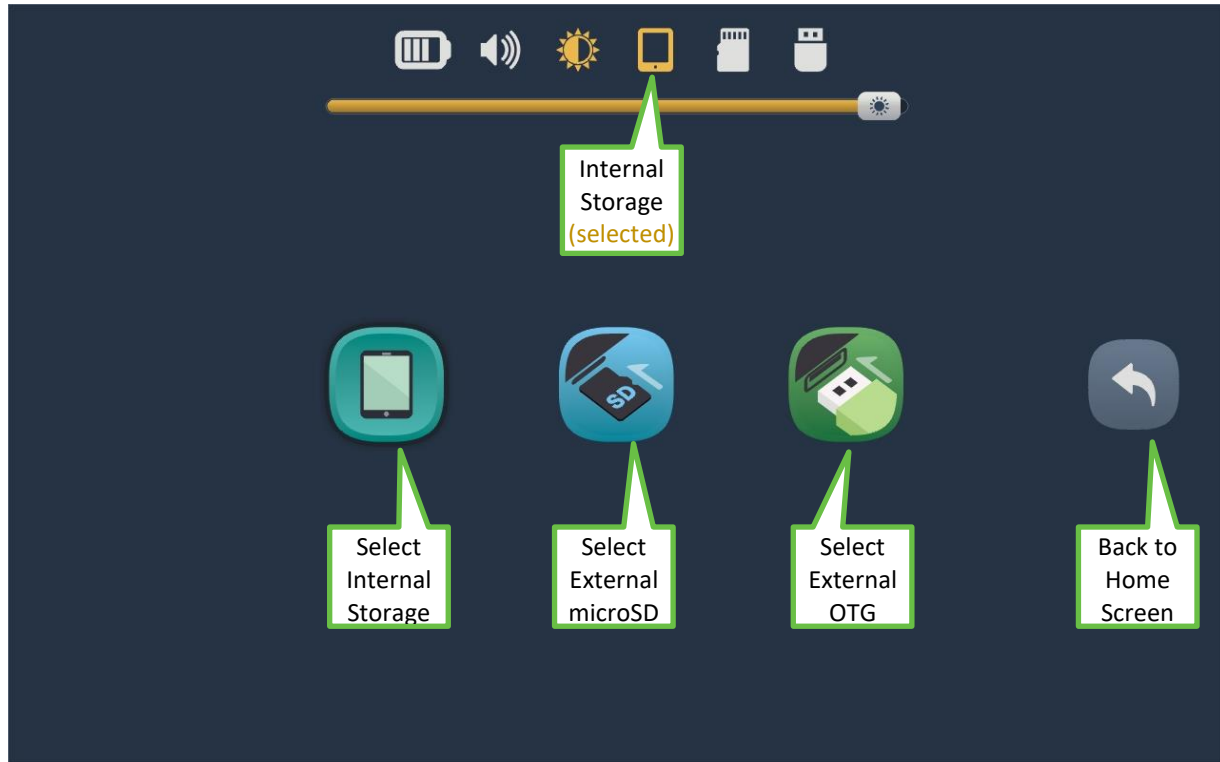 Internal
Storage
(selected)
SD
Select
Internal
Storage
Select
External
microSD
Select
External
OTG
Back to
Home
Screen